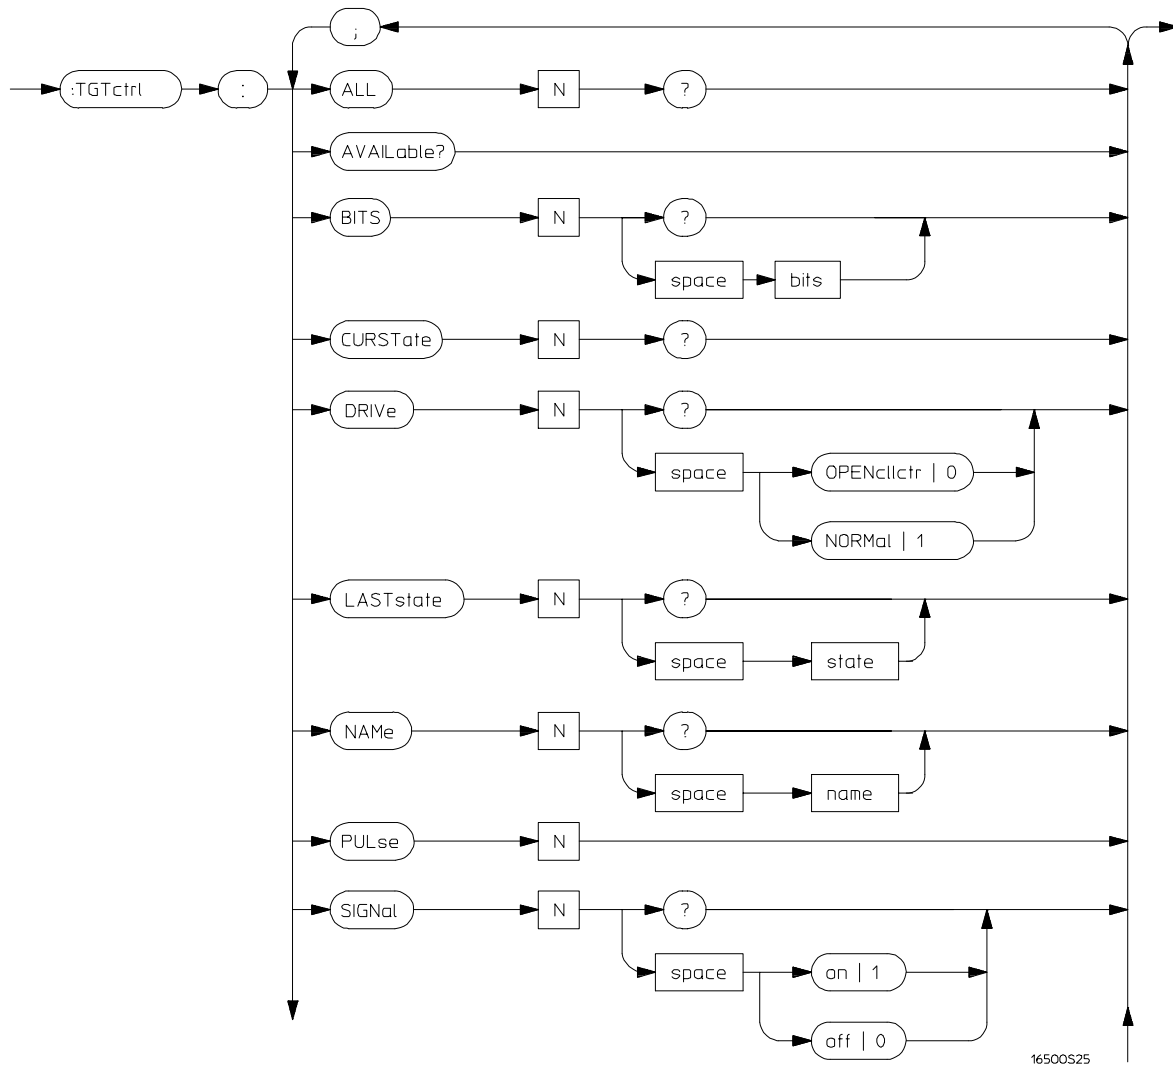 ;
:TGTctrl : ALL N ?
AVAILable?
BITS N ?
space bits
CURSTate N ?
DRIVe N ?
space OPENcllctr | 0
NORMal | 1
LASTstate N ?
space state
NAMe N ?
space name
PULse N
SIGNal N ?
space on | 1
off | 0
16500S25